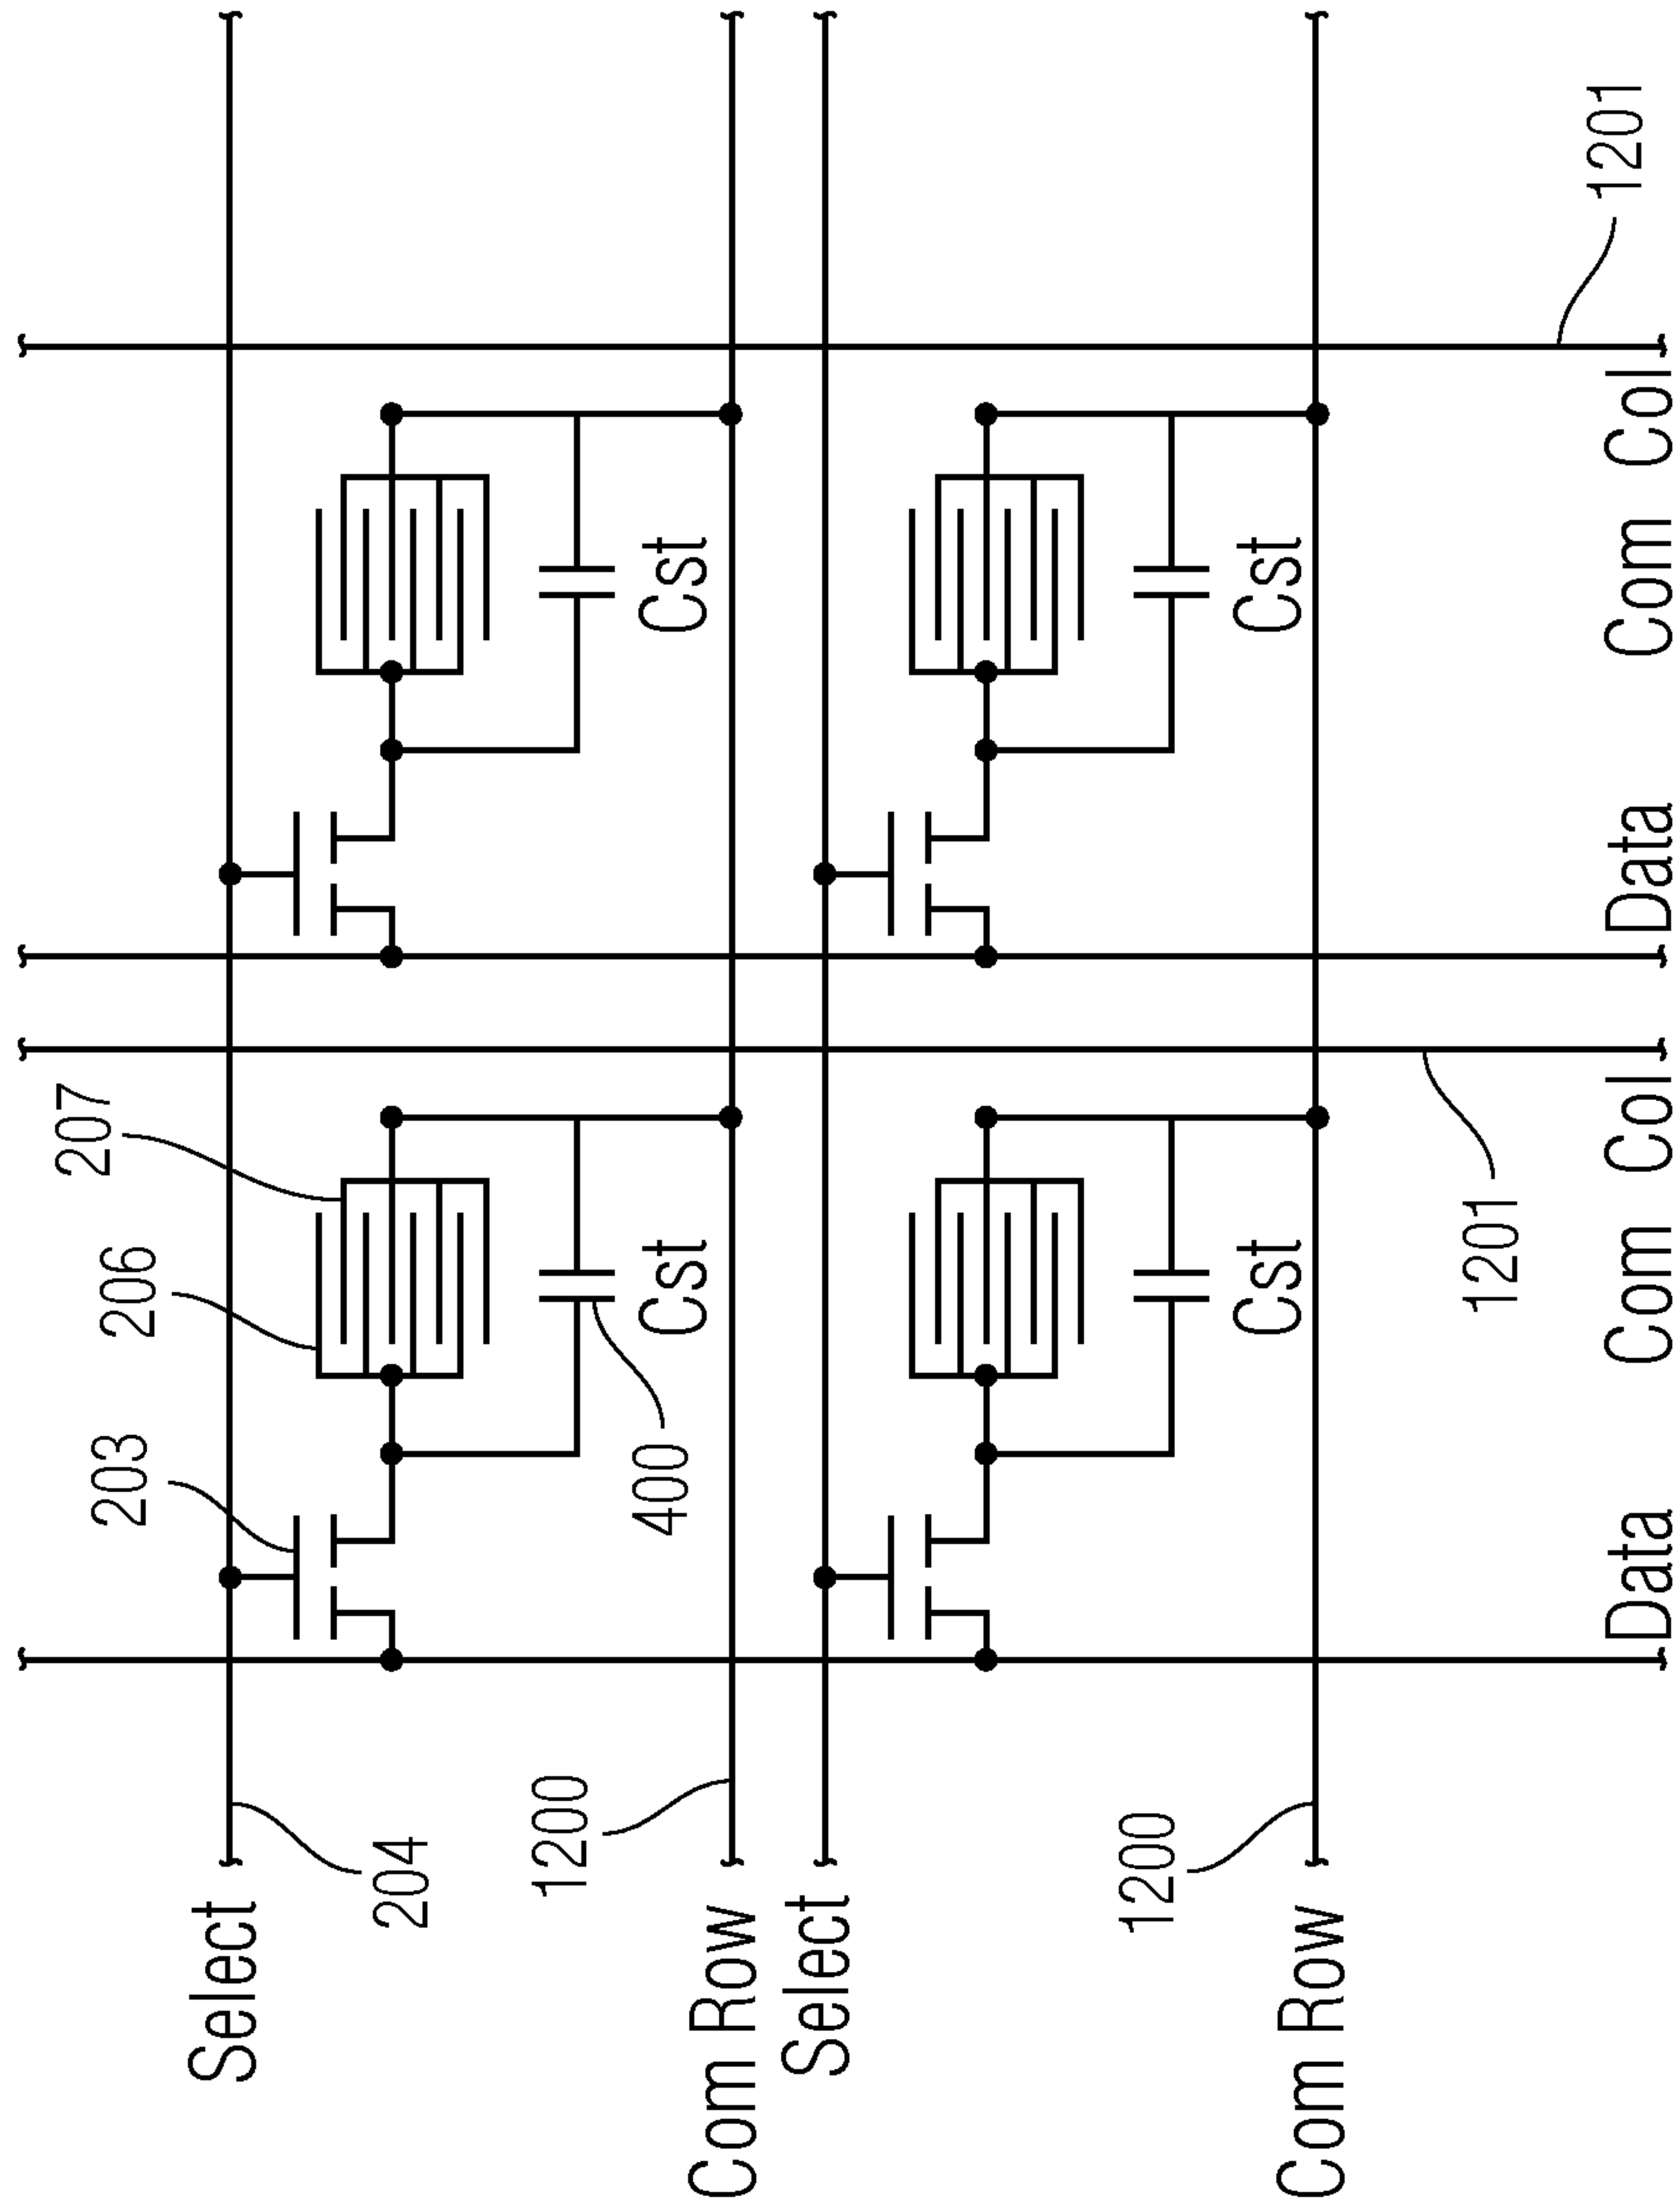 203
206
207
Select
204
1200
400
Cst
Cst
Com Row
Select
1200
Cst
Cst
Com Row
1201
1201
Data
Com Col
Data
Com Col